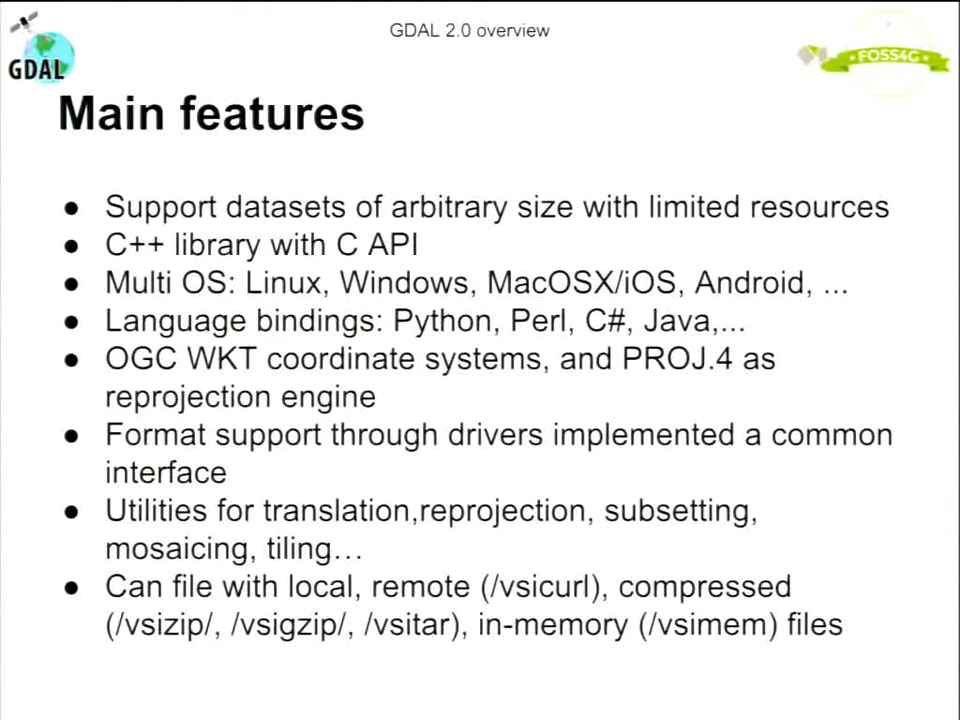 GDAL 2.0 overview
GDAL
FOSS4G
Main features
● Support datasets of arbitrary size with limited resources
● C++ library with C API
● Multi OS: Linux, Windows, MacOSX/iOS, Android, ...
● Language bindings: Python, Perl, C#, Java,...
● OGC WKT coordinate systems, and PROJ.4 as
reprojection engine
● Format support through drivers implemented a common
interface
● Utilities for translation,reprojection, subsetting,
mosaicing, tiling…
● Can file with local, remote (/vsicurl), compressed
(/vsizip/, /vsigzip/, /vsitar), in-memory (/vsimem) files